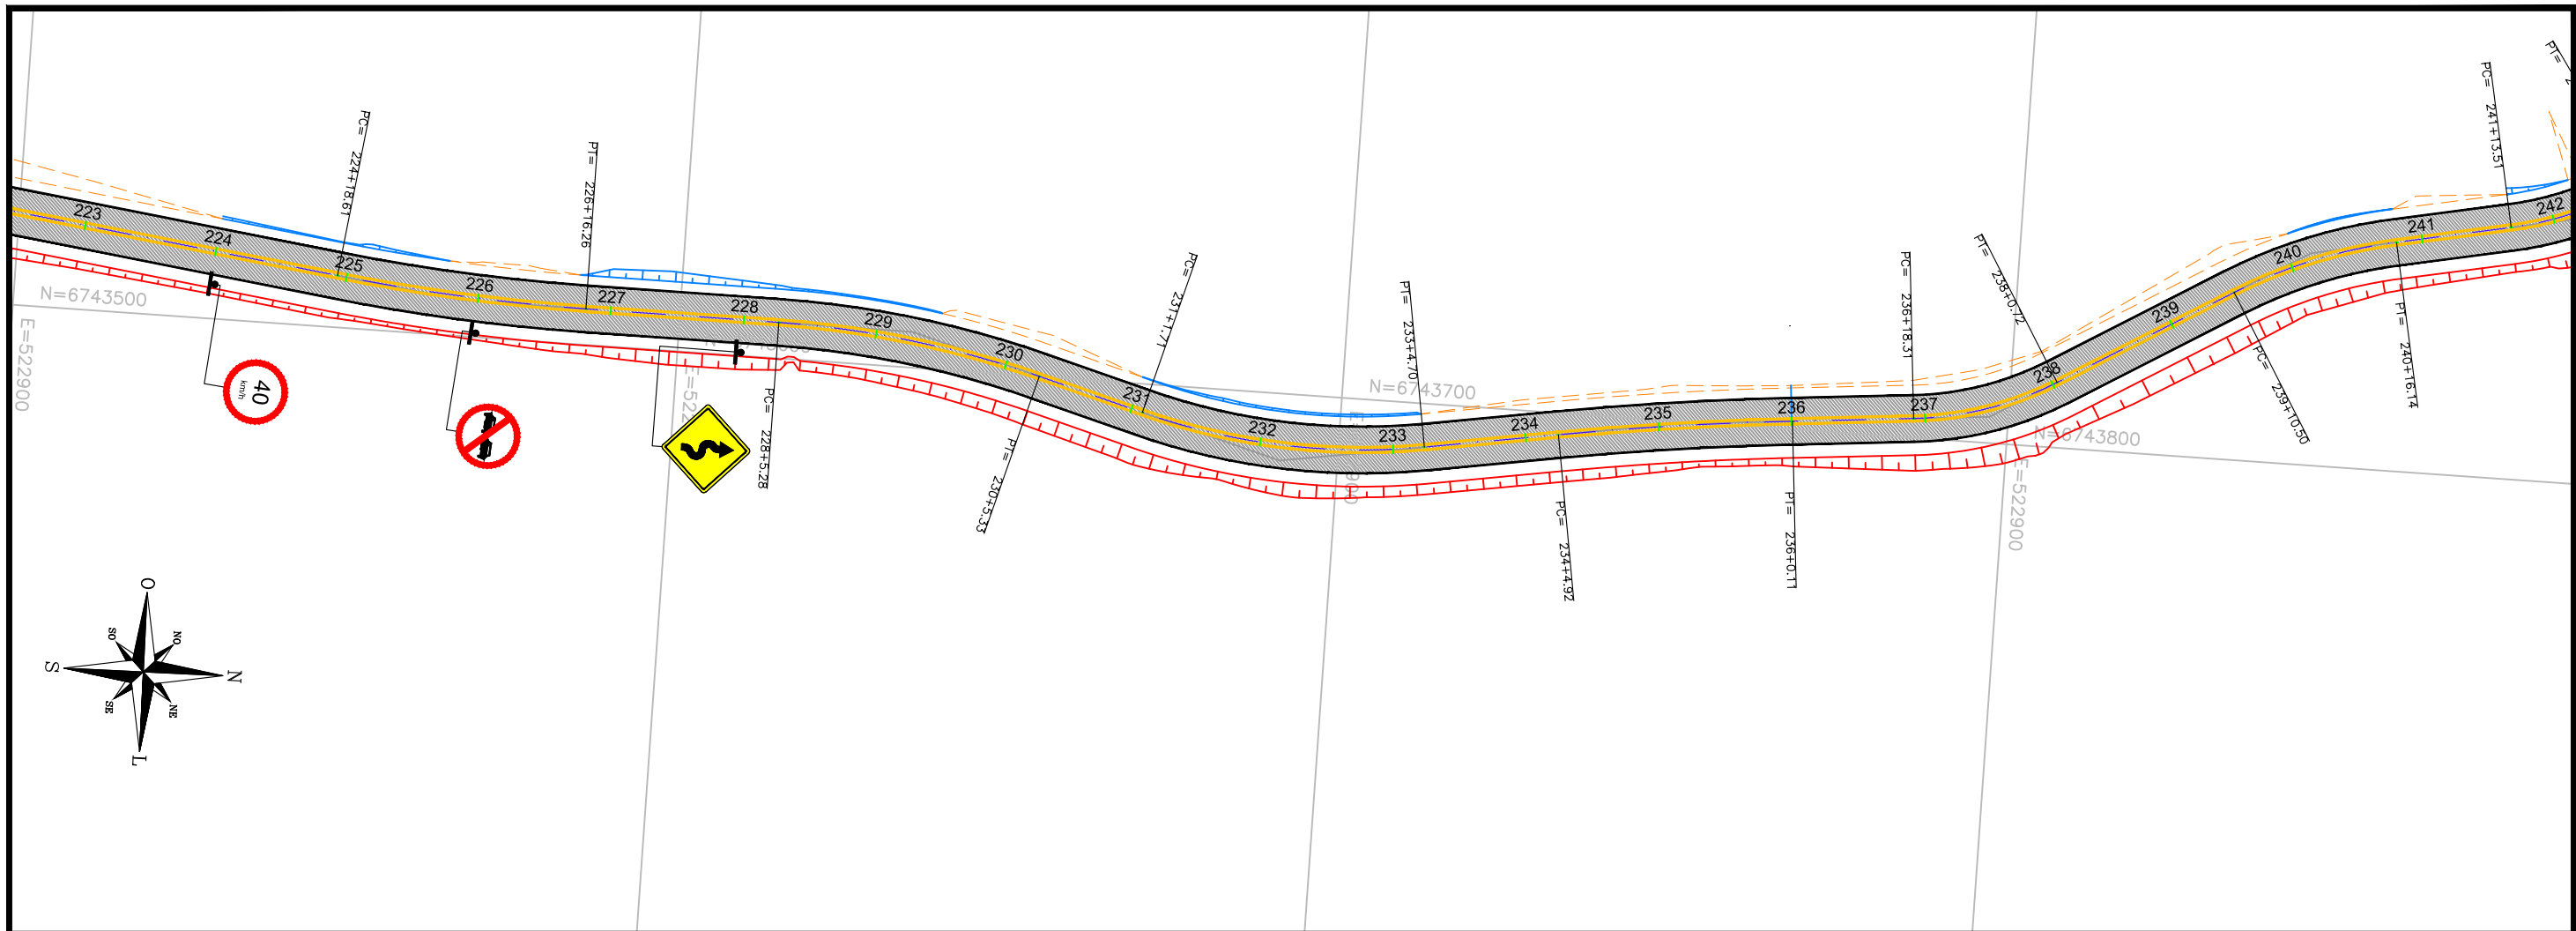 PC= 224+18.61
PT= 226+16.26
PC= 228+5.28
PT= 230+5.33
PC= 231+1.71
PT= 233+4.70
PC= 234+4.92
PT= 236+0.11
PC= 236+18.31
PT= 238+0.72
PC= 239+10.50
PT= 240+16.14
PC= 241+13.51
PT=
223
224
225
226
227
228
229
230
231
232
233
234
235
236
237
238
239
240
241
242
N=6743500
N=6743700
N=6743800
E=522900
E=522900
40
km/h
O
NO
N
NE
L
SE
S
SO